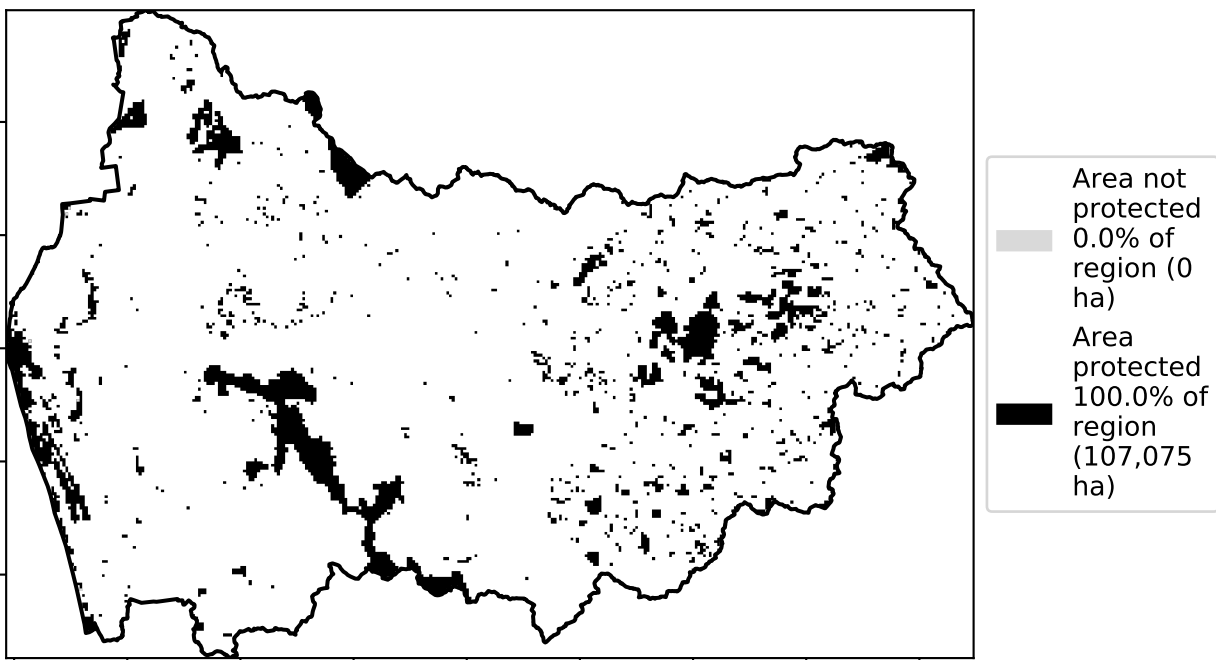 Area not
protected
0.0% of
region (0
ha)
Area
protected
100.0% of
region
(107,075
ha)